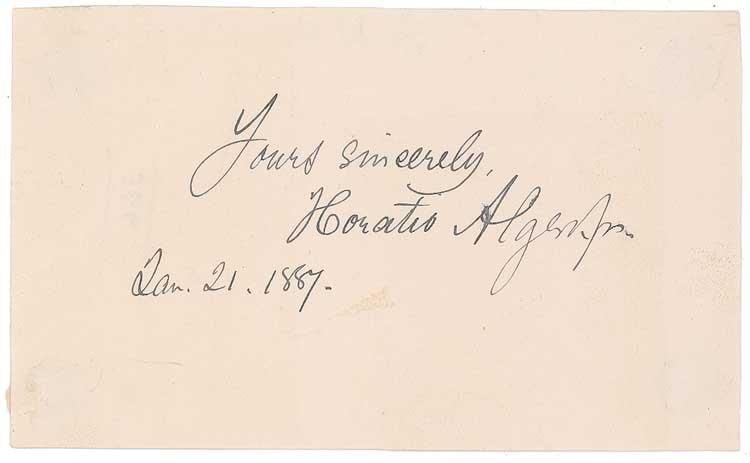 Yours sincerely,
Horatio Alger Jr.
Jan. 21. 1887.